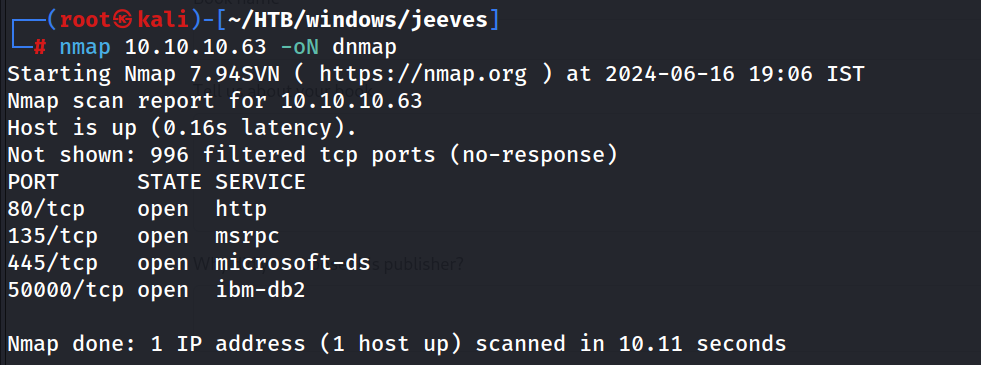 ┌──(root㉿kali)-[~/HTB/windows/jeeves]
└─# nmap 10.10.10.63 -oN dnmap
Starting Nmap 7.94SVN ( https://nmap.org ) at 2024-06-16 19:06 IST
Nmap scan report for 10.10.10.63
Host is up (0.16s latency).
Not shown: 996 filtered tcp ports (no-response)
PORT      STATE SERVICE
80/tcp    open  http
135/tcp   open  msrpc
445/tcp   open  microsoft-ds
50000/tcp open  ibm-db2
Nmap done: 1 IP address (1 host up) scanned in 10.11 seconds